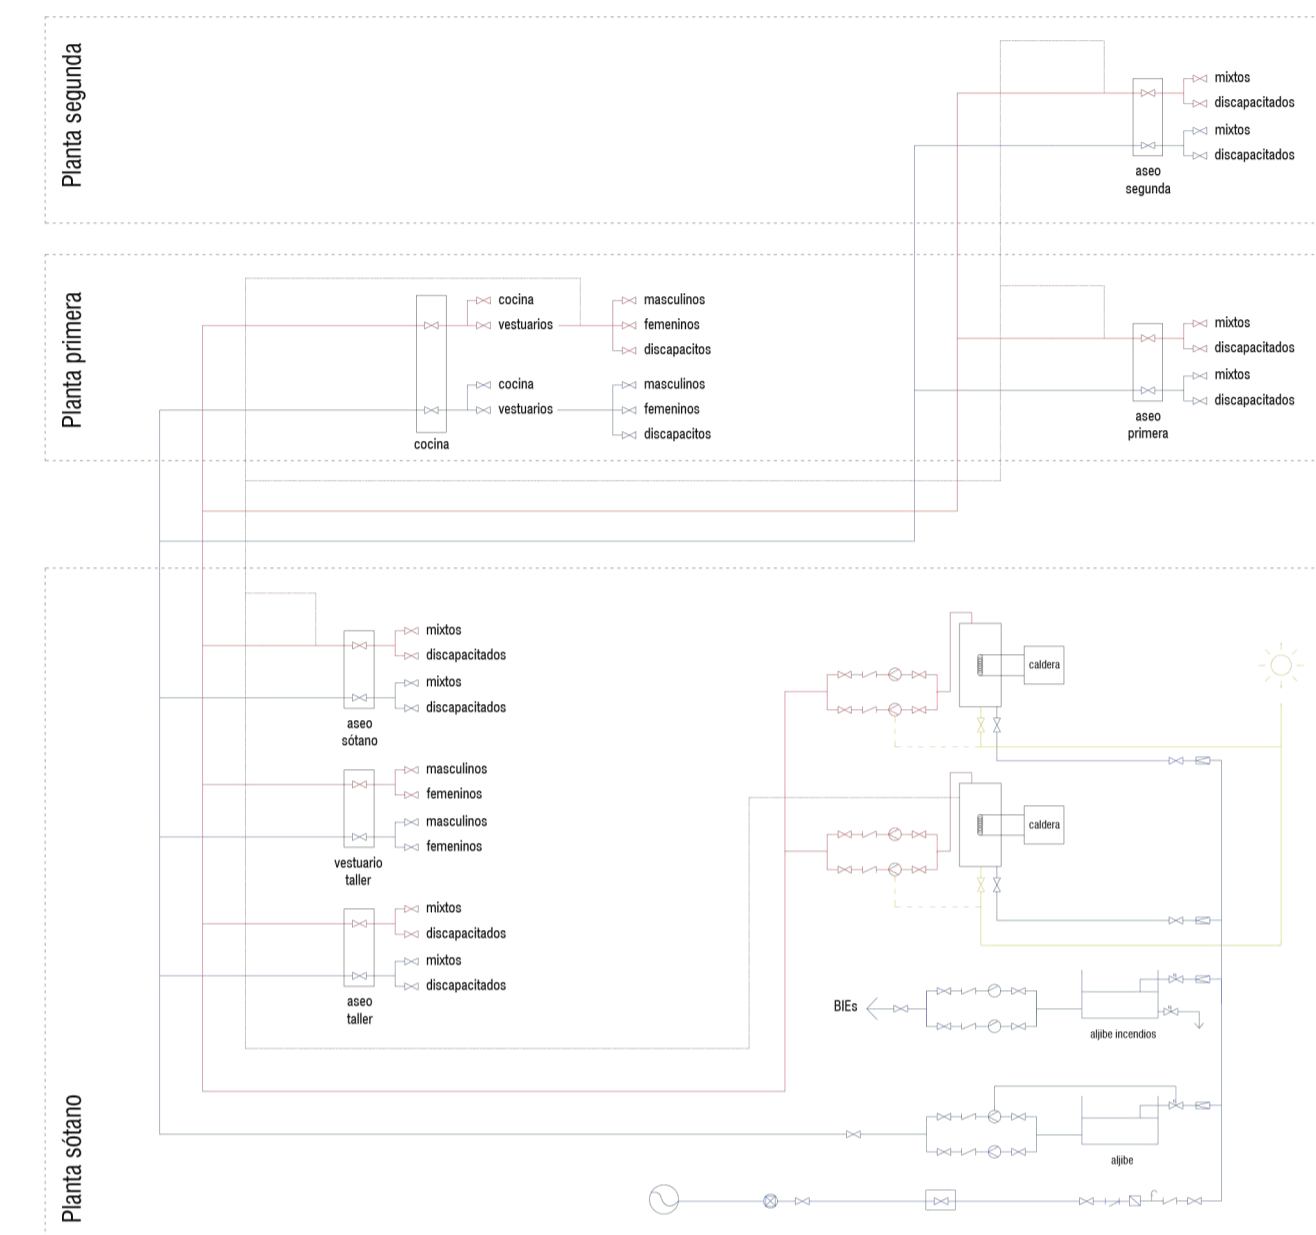 Planta segunda
mixtos
discapacitados
mixtos
discapacitados
aseo
segunda
Planta primera
cocina
vestuarios
masculinos
femeninos
discapacitos
cocina
vestuarios
masculinos
femeninos
discapacitos
cocina
mixtos
discapacitados
mixtos
discapacitados
aseo
primera
Planta sótano
mixtos
discapacitados
mixtos
discapacitados
aseo
sótano
masculinos
femeninos
masculinos
femeninos
vestuario
taller
mixtos
discapacitados
mixtos
discapacitados
aseo
taller
caldera
caldera
BIEs
aljibe incendios
aljibe